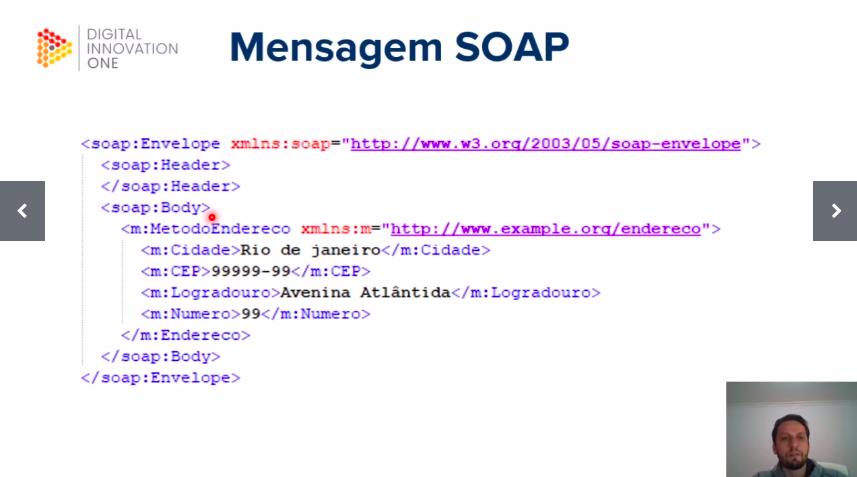 DIGITAL
INNOVATION
ONE
Mensagem SOAP
<soap:Envelope xmlns:soap="http://www.w3.org/2003/05/soap-envelope">
<soap:Header>
</soap:Header>
<soap:Body>
<m:MetodoEndereco xmlns:m="http://www.example.org/endereco">
<m:Cidade>Rio de janeiro</m:Cidade>
<m:CEP>99999-99</m:CEP>
<m:Logradouro>Avenina Atlântida</m:Logradouro>
<m:Numero>99</m:Numero>
</m:Endereco>
</soap:Body>
</soap:Envelope>